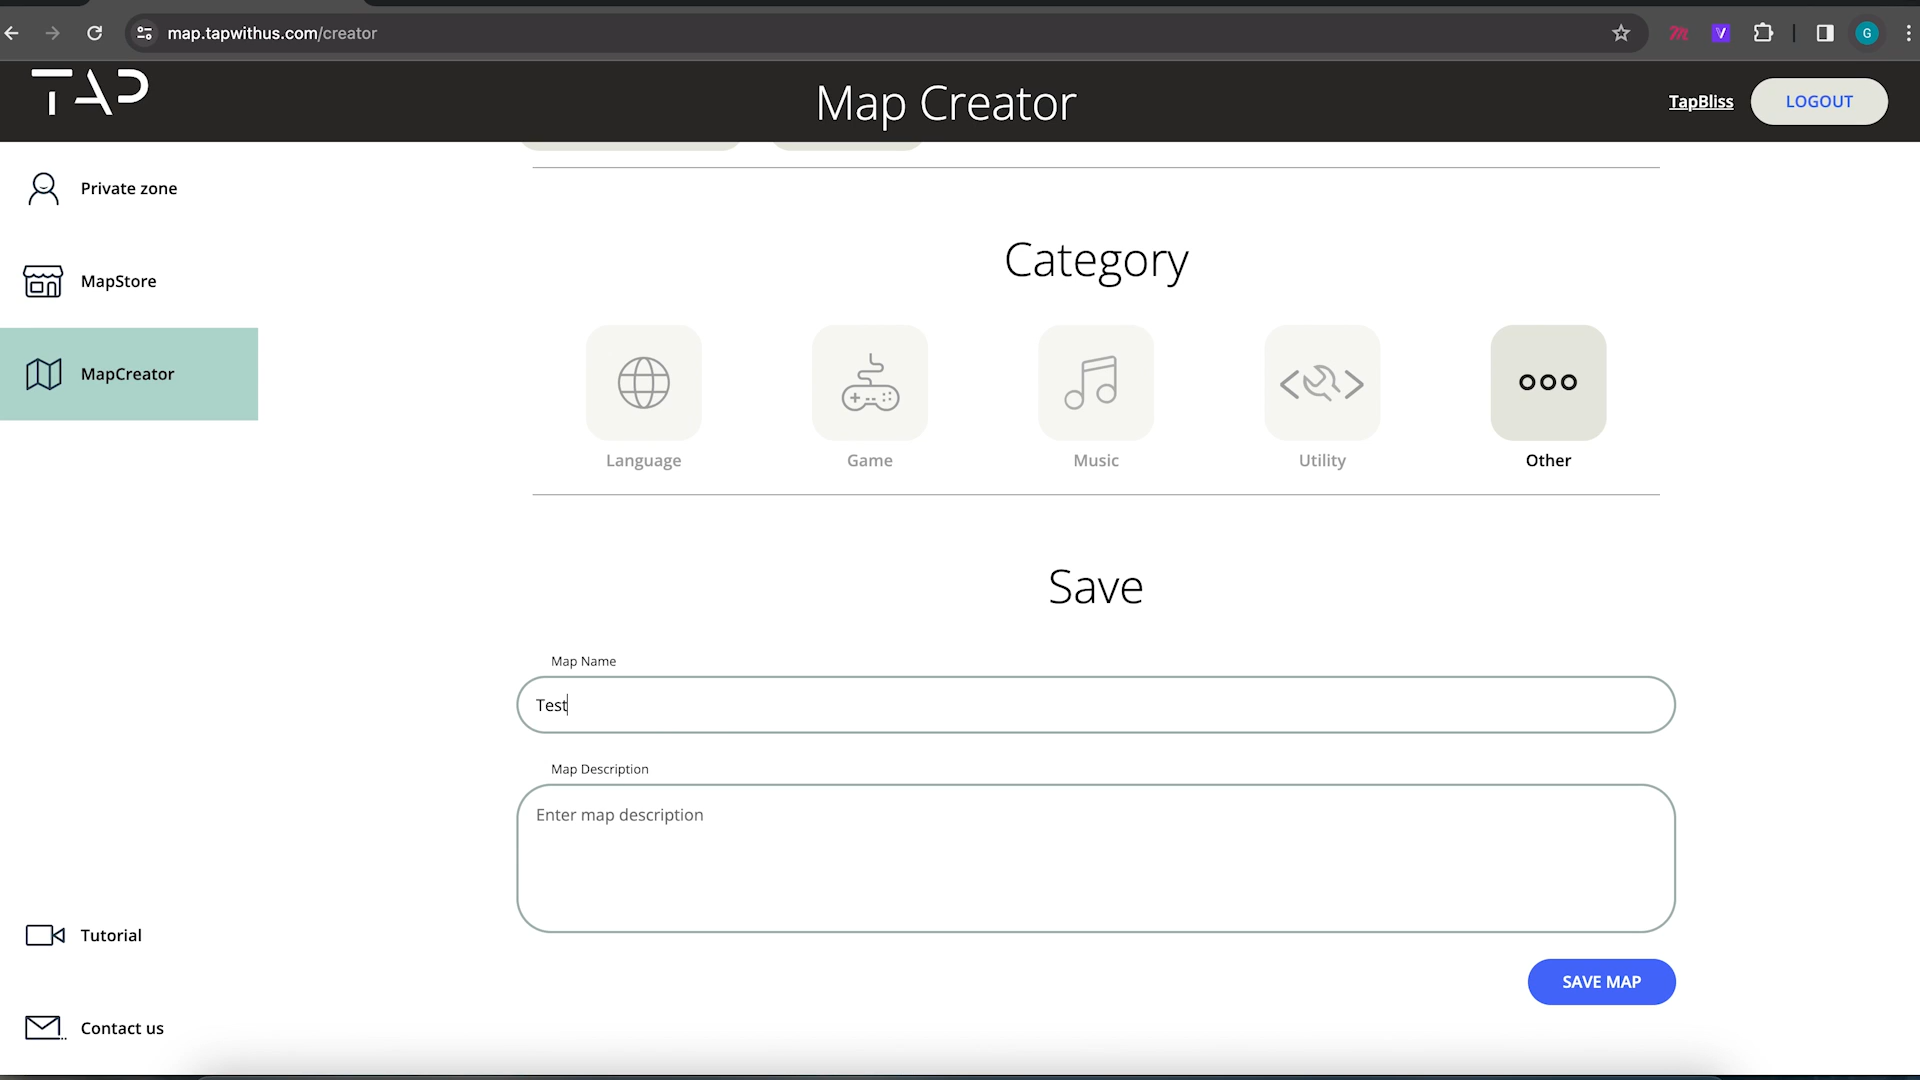 map.tapwithus.com/creator
G
TAP
Map Creator
TapBliss
LOGOUT
Private zone
MapStore
MapCreator
Category
Language
Game
Music
Utility
Other
Save
Map Name
Test
Map Description
Enter map description
SAVE MAP
Tutorial
Contact us